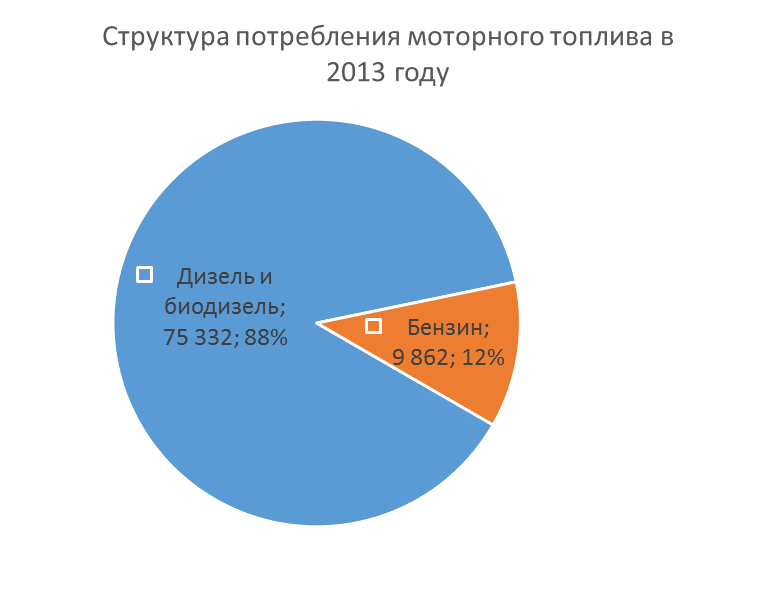 Структура потребления моторного топлива в
2013 году
Дизель и
биодизель;
75 332; 88%
Бензин;
9 862; 12%